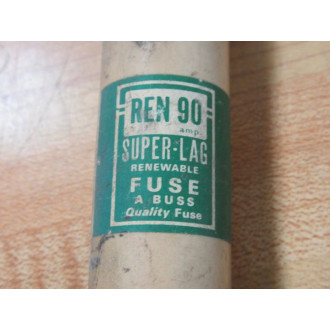 REN 90
amp.
SUPER-LAG
RENEWABLE
FUSE
A BUSS
Quality Fuse